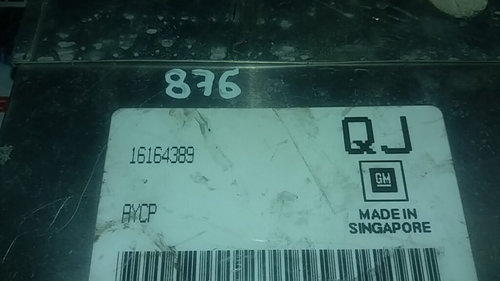 876
16164389
QJ
GM
AYCP
MADE IN
SINGAPORE